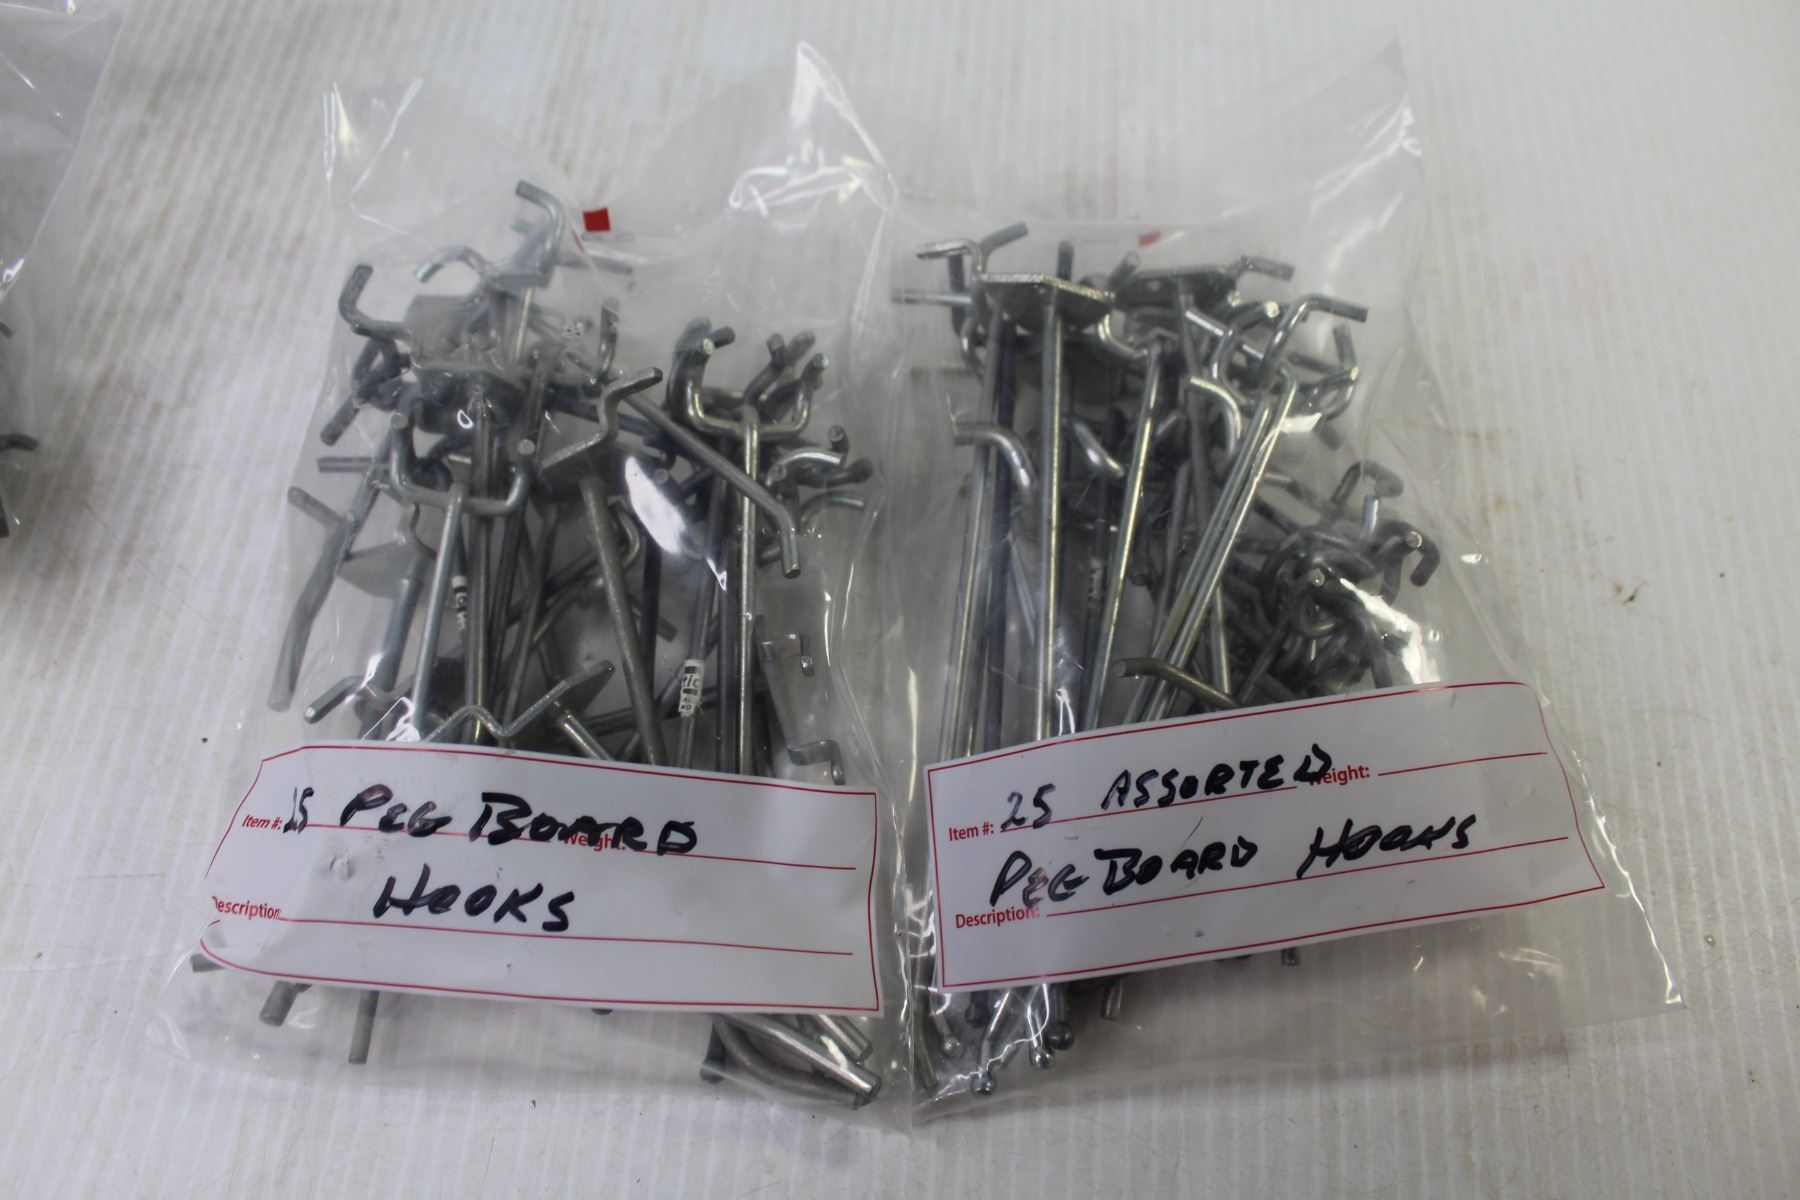 Item #: 25 PEG BOARD
Weight:
HOOKS
Description
Item #: 25 ASSORTED Weight:
PEG BOARD HOOKS
Description: